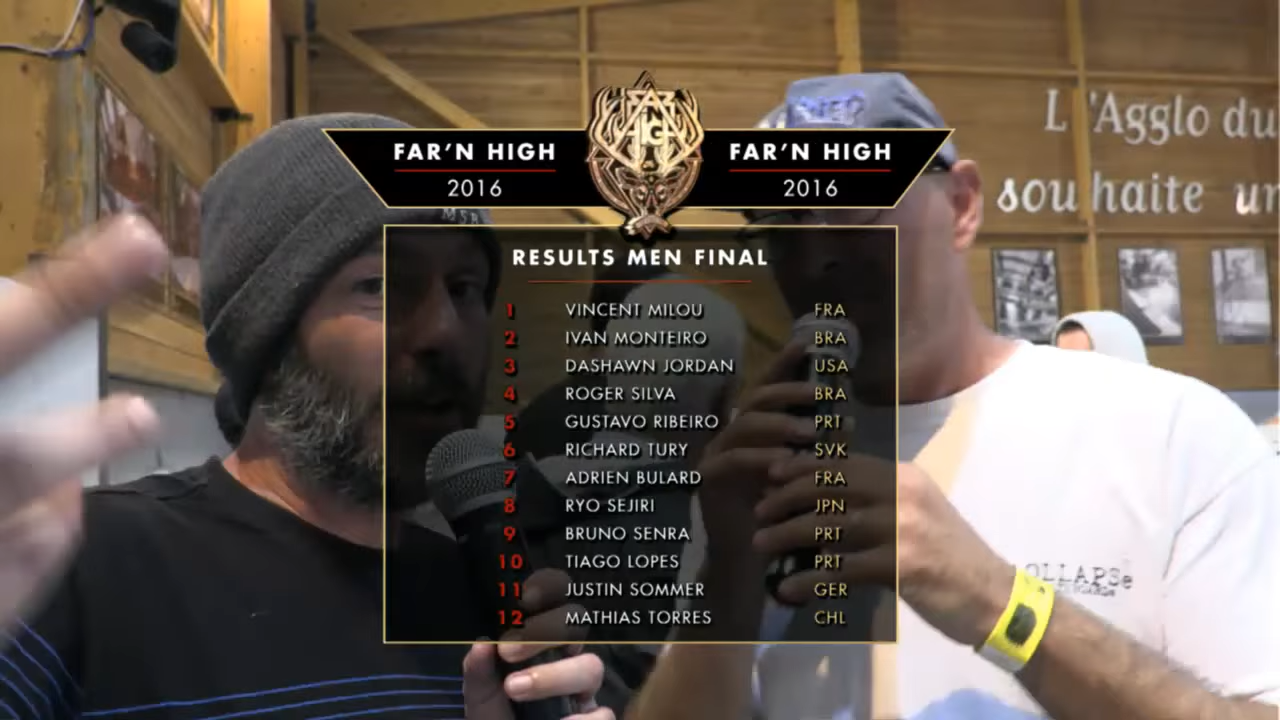 L'Agglo du
souhaite un
FAR'N HIGH
2016
FAR'N HIGH
2016
RESULTS MEN FINAL
1 VINCENT MILOU FRA
2 IVAN MONTEIRO BRA
3 DASHAWN JORDAN USA
4 ROGER SILVA BRA
5 GUSTAVO RIBEIRO PRT
6 RICHARD TURY SVK
7 ADRIEN BULARD FRA
8 RYO SEJIRI JPN
9 BRUNO SENRA PRT
10 TIAGO LOPES PRT
11 JUSTIN SOMMER GER
12 MATHIAS TORRES CHL